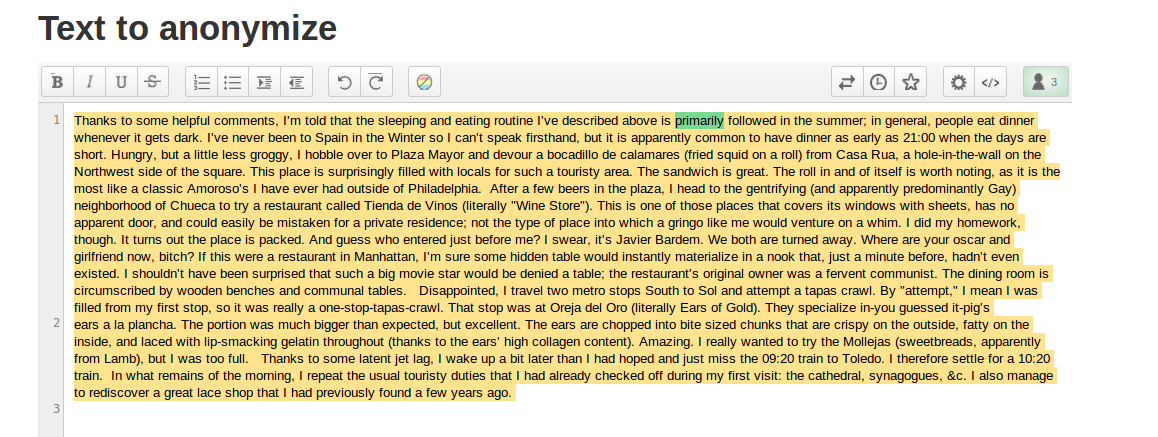 Text to anonymize
B I U S </> 3
1 Thanks to some helpful comments, I'm told that the sleeping and eating routine I've described above is primarily followed in the summer; in general, people eat dinner
whenever it gets dark. I've never been to Spain in the Winter so I can't speak firsthand, but it is apparently common to have dinner as early as 21:00 when the days are
short. Hungry, but a little less groggy, I hobble over to Plaza Mayor and devour a bocadillo de calamares (fried squid on a roll) from Casa Rua, a hole-in-the-wall on the
Northwest side of the square. This place is surprisingly filled with locals for such a touristy area. The sandwich is great. The roll in and of itself is worth noting, as it is the
most like a classic Amoroso's I have ever had outside of Philadelphia. After a few beers in the plaza, I head to the gentrifying (and apparently predominantly Gay)
neighborhood of Chueca to try a restaurant called Tienda de Vinos (literally "Wine Store"). This is one of those places that covers its windows with sheets, has no
apparent door, and could easily be mistaken for a private residence; not the type of place into which a gringo like me would venture on a whim. I did my homework,
though. It turns out the place is packed. And guess who entered just before me? I swear, it's Javier Bardem. We both are turned away. Where are your oscar and
girlfriend now, bitch? If this were a restaurant in Manhattan, I'm sure some hidden table would instantly materialize in a nook that, just a minute before, hadn't even
existed. I shouldn't have been surprised that such a big movie star would be denied a table; the restaurant's original owner was a fervent communist. The dining room is
circumscribed by wooden benches and communal tables. Disappointed, I travel two metro stops South to Sol and attempt a tapas crawl. By "attempt," I mean I was
filled from my first stop, so it was really a one-stop-tapas-crawl. That stop was at Oreja del Oro (literally Ears of Gold). They specialize in-you guessed it-pig's
2 ears a la plancha. The portion was much bigger than expected, but excellent. The ears are chopped into bite sized chunks that are crispy on the outside, fatty on the
inside, and laced with lip-smacking gelatin throughout (thanks to the ears' high collagen content). Amazing. I really wanted to try the Mollejas (sweetbreads, apparently
from Lamb), but I was too full. Thanks to some latent jet lag, I wake up a bit later than I had hoped and just miss the 09:20 train to Toledo. I therefore settle for a 10:20
train. In what remains of the morning, I repeat the usual touristy duties that I had already checked off during my first visit: the cathedral, synagogues, &c. I also manage
to rediscover a great lace shop that I had previously found a few years ago.
3